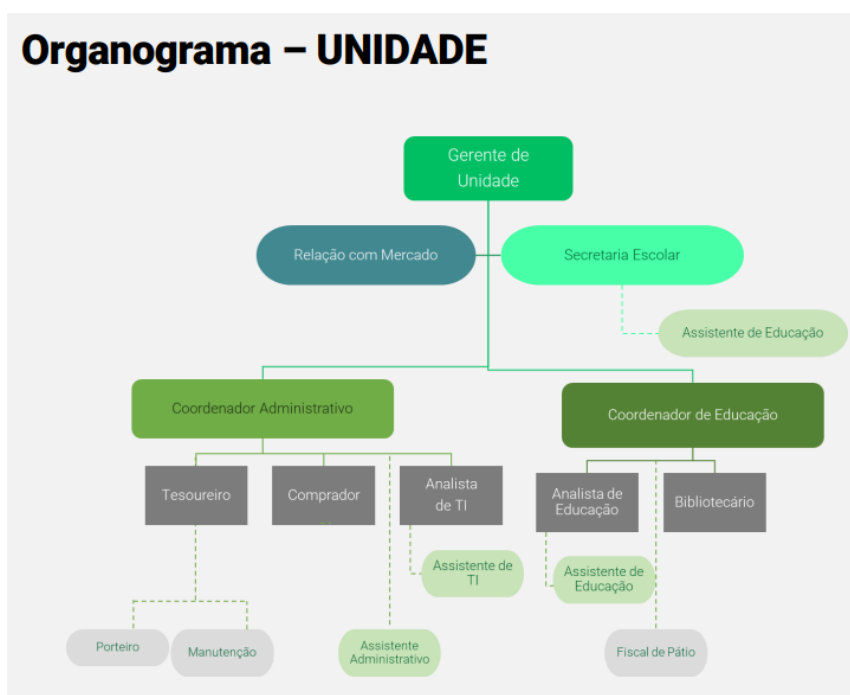 Organograma – UNIDADE
Gerente de
Unidade
Relação com Mercado
Secretaria Escolar
Assistente de Educação
Coordenador Administrativo
Coordenador de Educação
Tesoureiro
Comprador
Analista
de TI
Analista de
Educação
Bibliotecário
Assistente de
TI
Assistente de
Educação
Porteiro
Manutenção
Assistente
Administrativo
Fiscal de Pátio